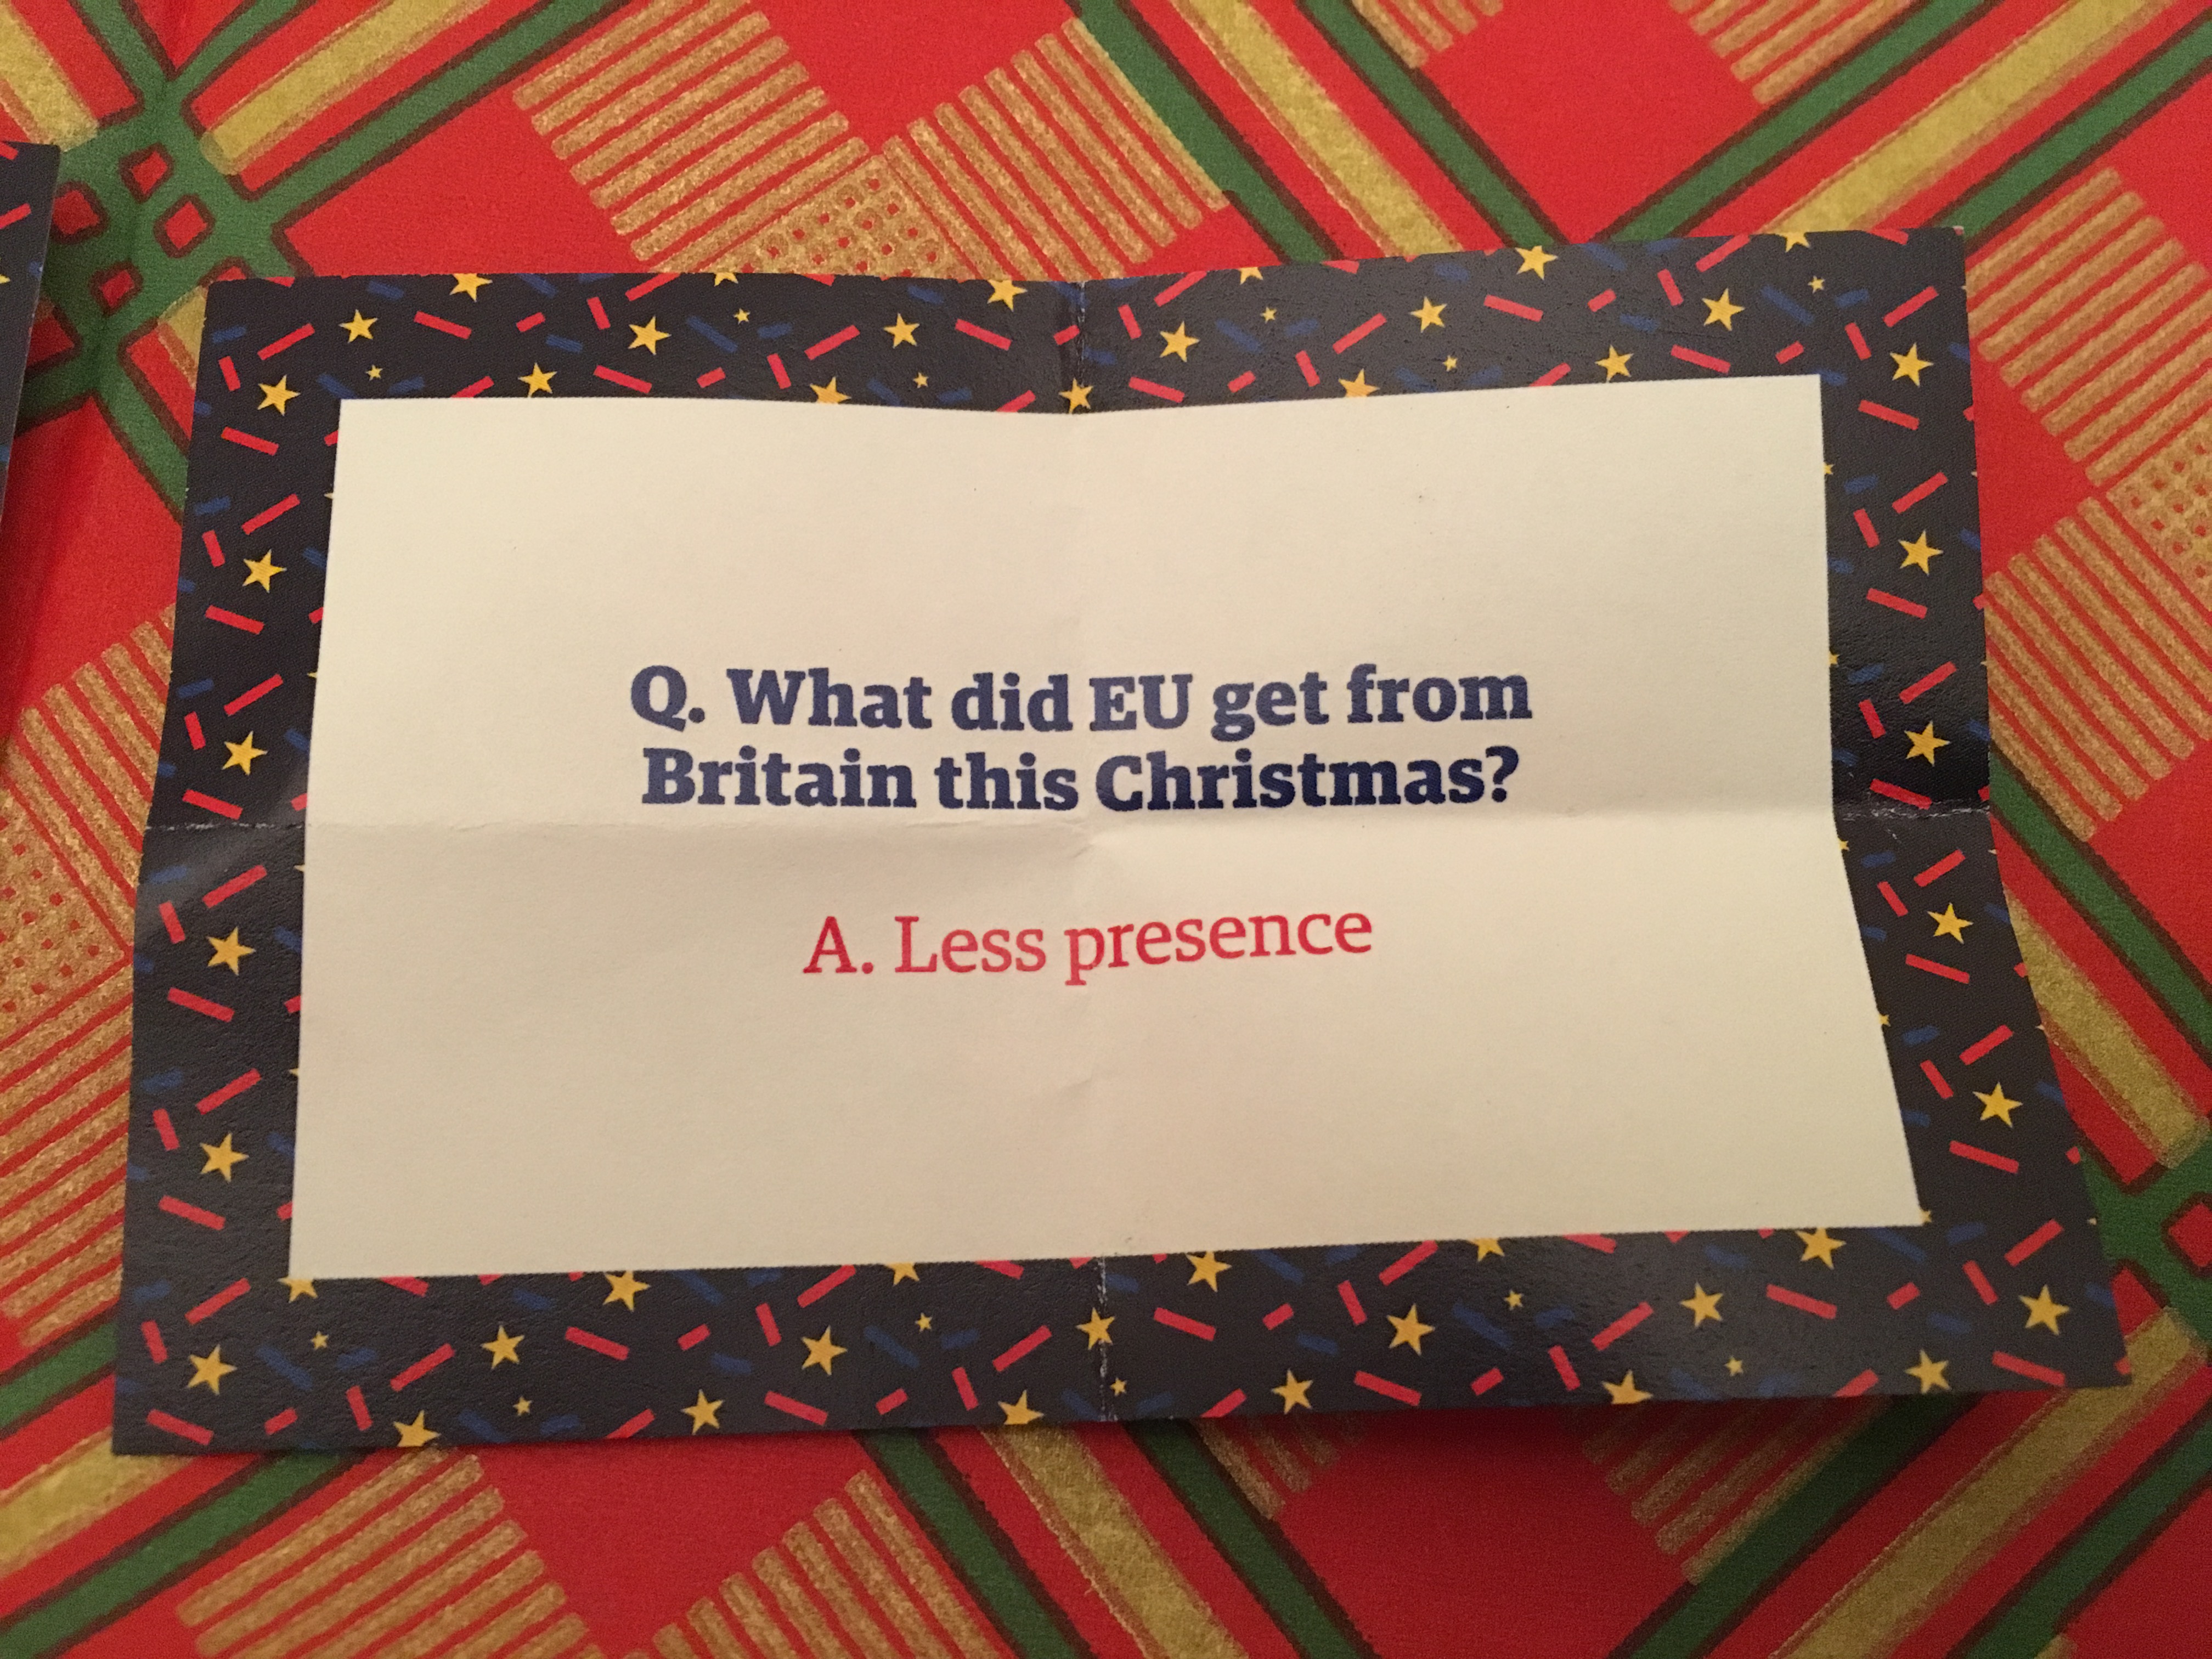 Q. What did EU get from
Britain this Christmas?
A. Less presence